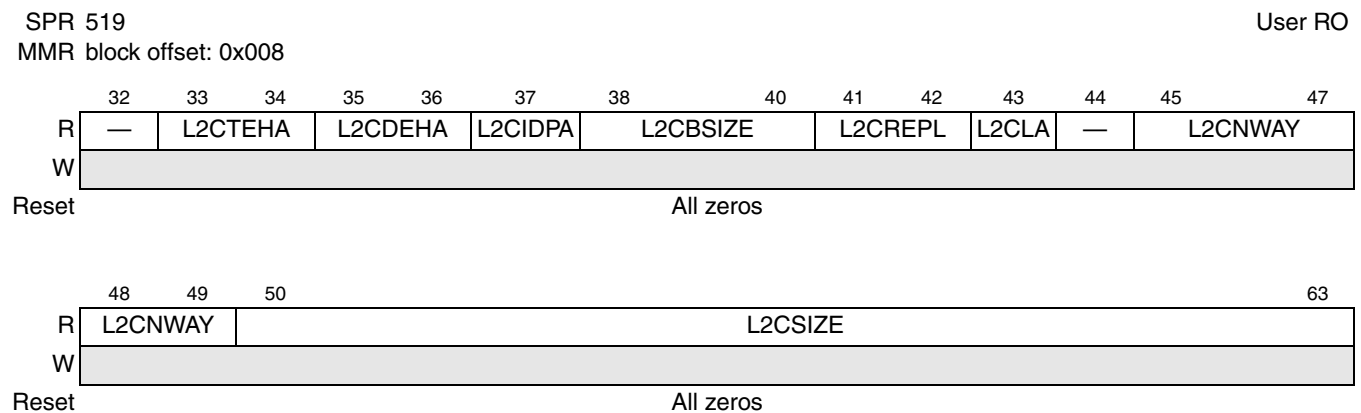 SPR 519 User RO
MMR block offset: 0x008
32 33 34 35 36 37 38 40 41 42 43 44 45 47
R — L2CTEHA L2CDEHA L2CIDPA L2CBSIZE L2CREPL L2CLA — L2CNWAY
W
Reset All zeros
48 49 50 63
R L2CNWAY L2CSIZE
W
Reset All zeros